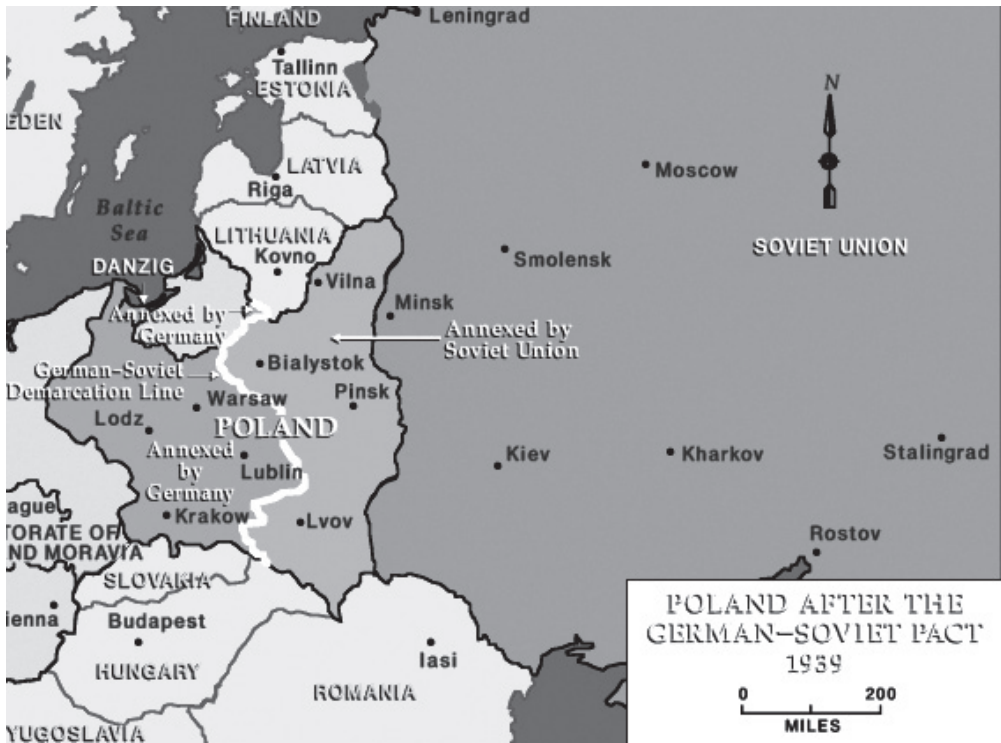 FINLAND
Leningrad
Tallinn
ESTONIA
EDEN
LATVIA
Riga
Moscow
N
Baltic
Sea
LITHUANIA
Kovno
SOVIET UNION
DANZIG
Smolensk
Vilna
Annexed by
Germany
Minsk
Annexed by
Soviet Union
German–Soviet
Demarcation Line
Bialystok
Warsaw
Pinsk
Lodz
POLAND
Annexed
by
Germany
Lublin
Kiev
Kharkov
Stalingrad
ague
Krakow
Lvov
TORATE OF
ND MORAVIA
Rostov
SLOVAKIA
ienna
Budapest
HUNGARY
Iasi
ROMANIA
YUGOSLAVIA
POLAND AFTER THE
GERMAN–SOVIET PACT
1939
0 200
MILES